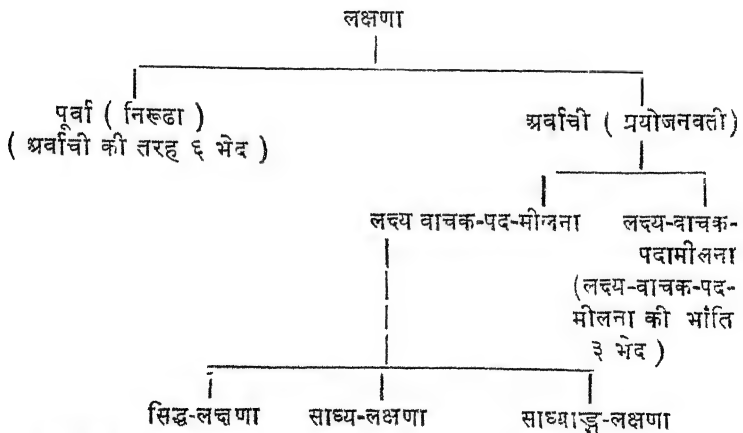 लक्षणा
पूर्वा ( निरूढा )
( अर्वाची की तरह ६ भेद )
अर्वाची ( प्रयोजनवती)
लक्ष्य वाचक-पद-मीलना
लक्ष्य-वाचक-
पदामीलना
(लक्ष्य-वाचक-पद-
मीलना की भांति
३ भेद )
सिद्ध-लक्षणा साध्य-लक्षणा साध्याङ्ग-लक्षणा